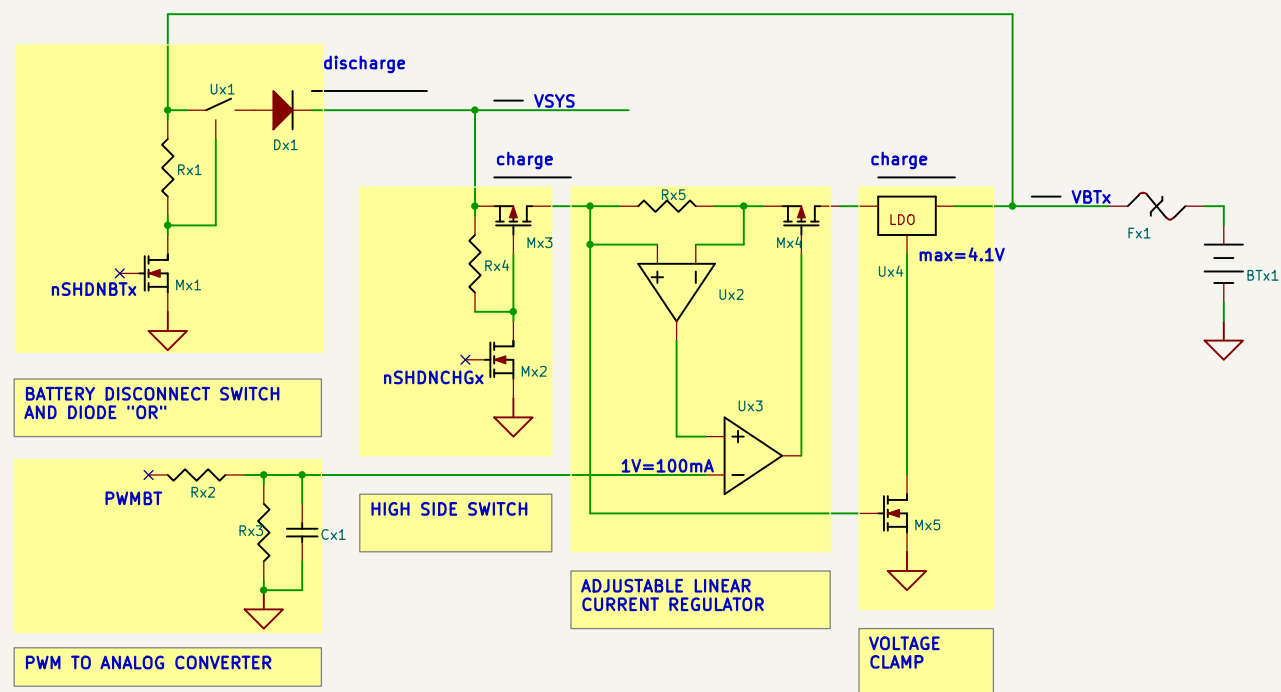 discharge
Ux1
VSYS
Dx1
charge
charge
Rx1
Rx5
VBTx
LDO
Fx1
Mx3
Mx4
max=4.1V
Rx4
Ux4
BTx1
Mx1
nSHDNBTx
Ux2
nSHDNCHGx
Mx2
BATTERY DISCONNECT SWITCH
AND DIODE "OR"
Ux3
1V=100mA
PWMBT
Rx2
HIGH SIDE SWITCH
Rx3
Cx1
Mx5
ADJUSTABLE LINEAR
CURRENT REGULATOR
PWM TO ANALOG CONVERTER
VOLTAGE
CLAMP